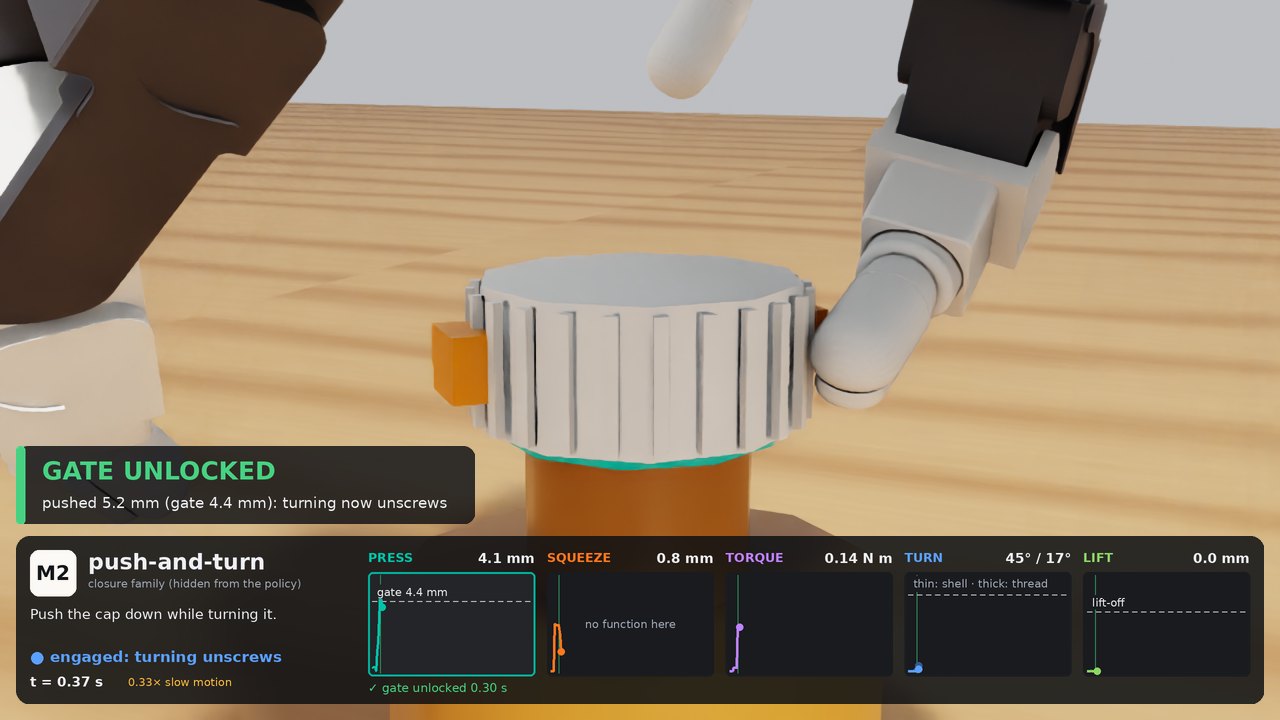 GATE UNLOCKED
pushed 5.2 mm (gate 4.4 mm): turning now unscrews
M2
push-and-turn
closure family (hidden from the policy)
Push the cap down while turning it.
engaged: turning unscrews
t = 0.37 s
0.33× slow motion
PRESS 4.1 mm
gate 4.4 mm
✓ gate unlocked 0.30 s
SQUEEZE 0.8 mm
no function here
TORQUE 0.14 N m
TURN 45° / 17°
thin: shell · thick: thread
LIFT 0.0 mm
lift-off